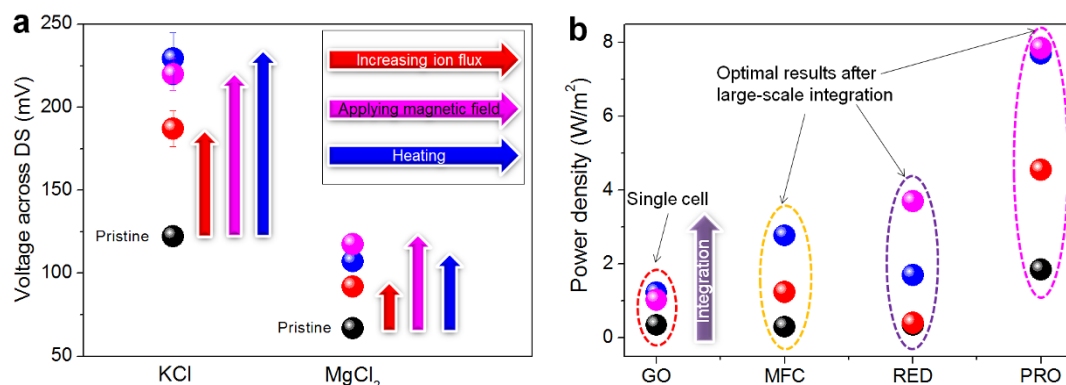 a
250
200
150
100
50
Voltage across DS (mV)
Increasing ion flux
Applying magnetic field
Heating
Pristine
Pristine
KCl
MgCl₂
b
8
6
4
2
0
Power density (W/m²)
Optimal results after
large-scale integration
Single cell
Integration
GO
MFC
RED
PRO